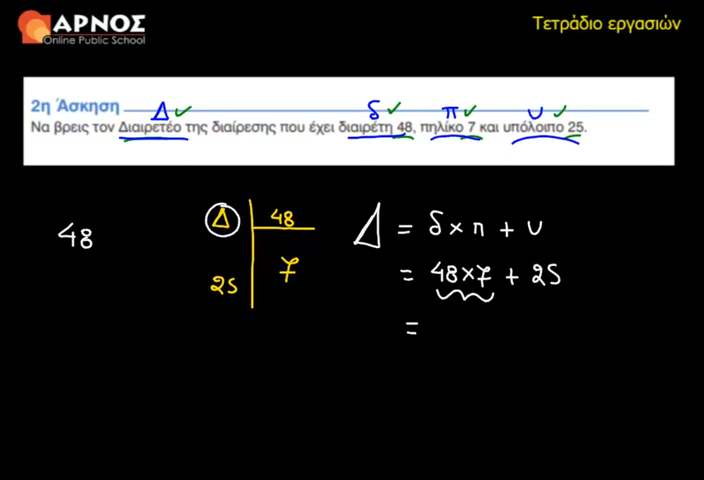 ΑΡΝΟΣ
Online Public School
Τετράδιο εργασιών
2η Άσκηση
Δ δ π υ
Να βρεις τον Διαιρετέο της διαίρεσης που έχει διαιρέτη 48, πηλίκο 7 και υπόλοιπο 25.
48
Δ 48
25 7
Δ = δ × π + υ
= 48 × 7 + 25
=